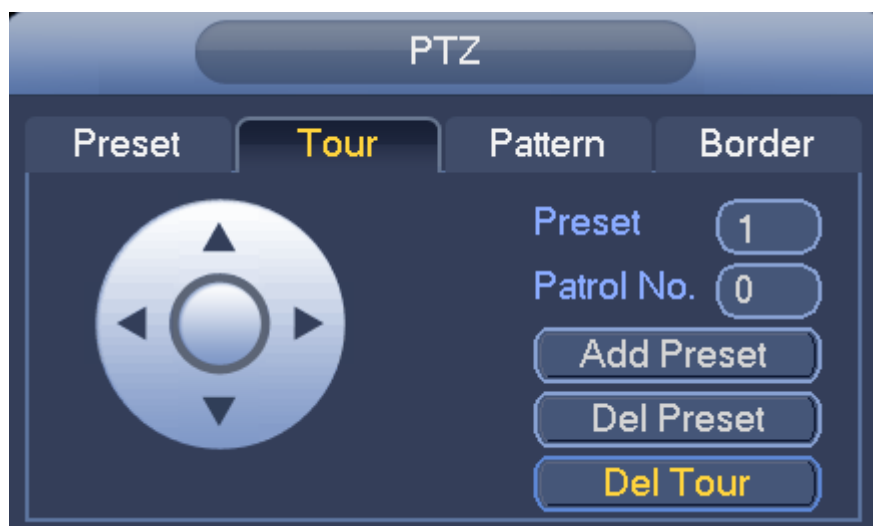 PTZ
Preset Tour Pattern Border
Preset 1
Patrol No. 0
Add Preset
Del Preset
Del Tour